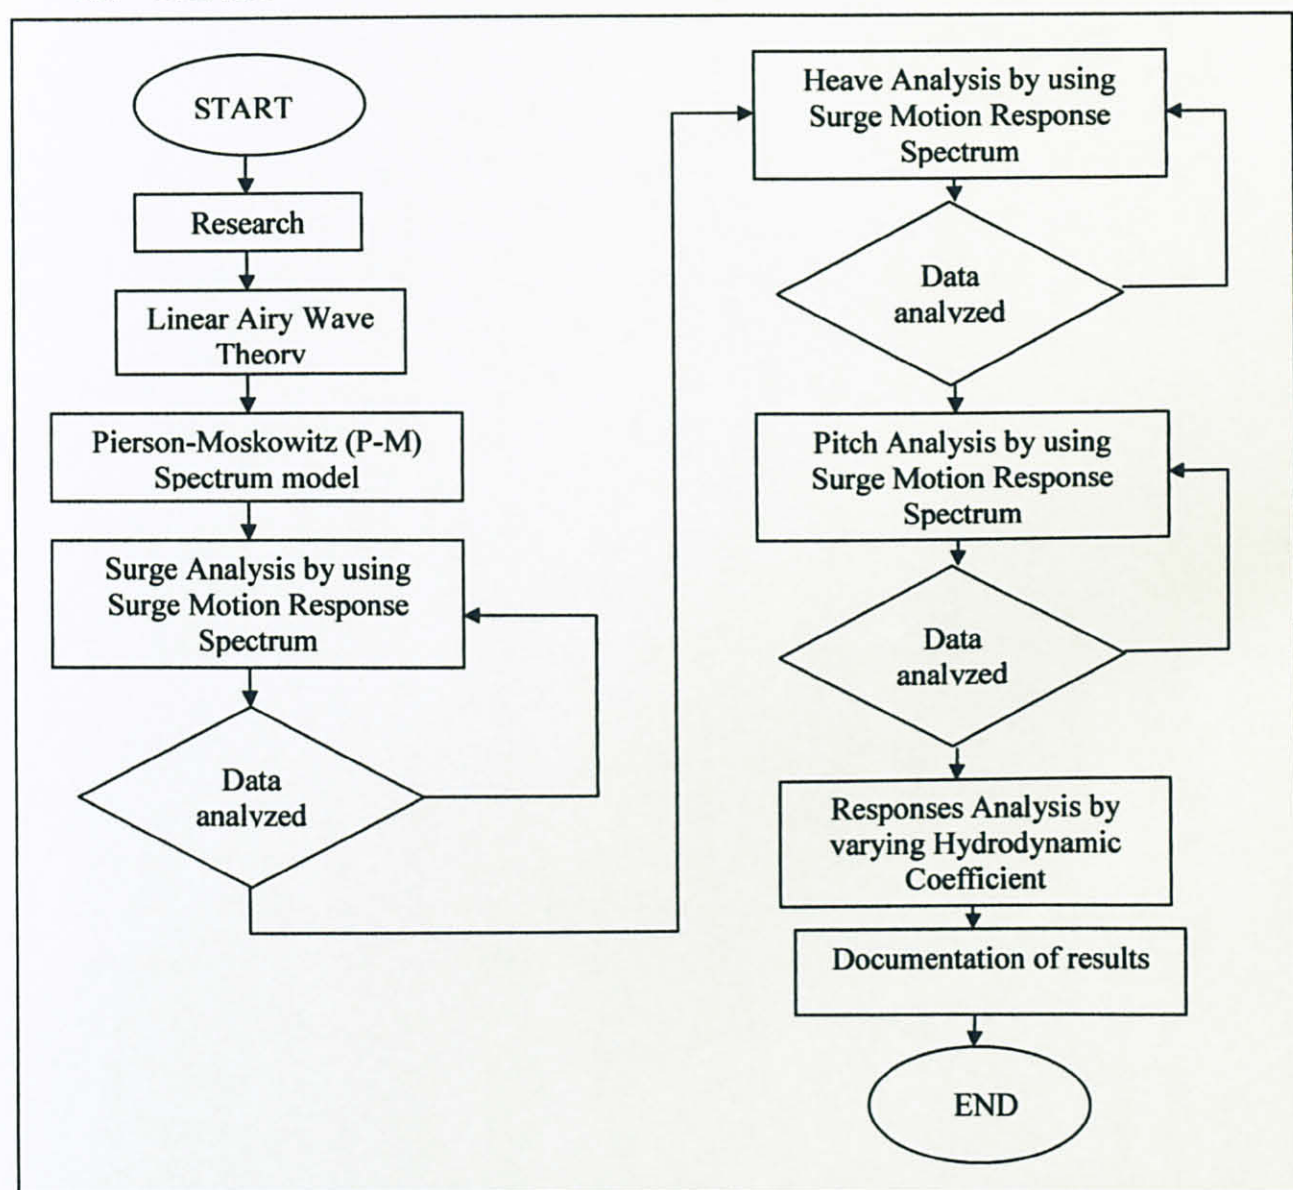 START
Research
Linear Airy Wave
Theory
Pierson-Moskowitz (P-M)
Spectrum model
Surge Analysis by using
Surge Motion Response
Spectrum
Data
analyzed
Heave Analysis by using
Surge Motion Response
Spectrum
Data
analyzed
Pitch Analysis by using
Surge Motion Response
Spectrum
Data
analyzed
Responses Analysis by
varying Hydrodynamic
Coefficient
Documentation of results
END